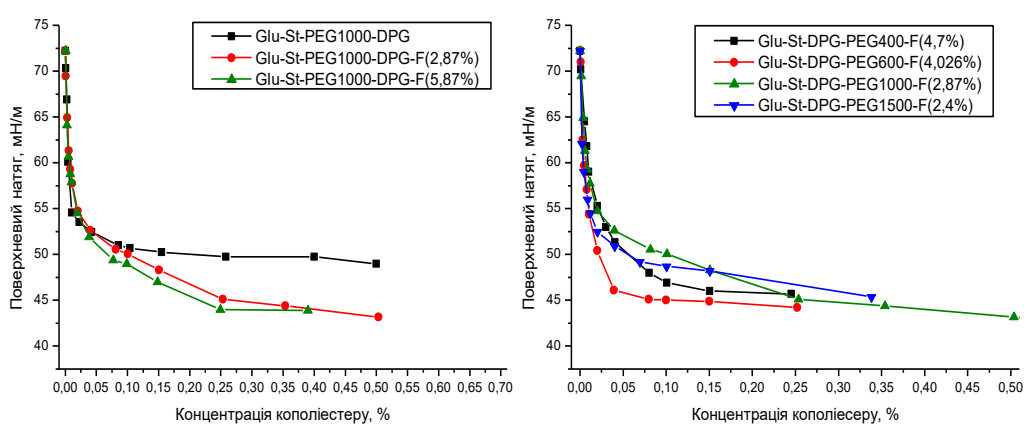 Glu-St-PEG1000-DPG
Glu-St-PEG1000-DPG-F(2,87%)
Glu-St-PEG1000-DPG-F(5,87%)
Поверхневий натяг, мН/м
75
70
65
60
55
50
45
40
0,00 0,05 0,10 0,15 0,20 0,25 0,30 0,35 0,40 0,45 0,50 0,55 0,60 0,65 0,70
Концентрація кополіестеру, %
Glu-St-DPG-PEG400-F(4,7%)
Glu-St-DPG-PEG600-F(4,026%)
Glu-St-DPG-PEG1000-F(2,87%)
Glu-St-DPG-PEG1500-F(2,4%)
Поверхневий натяг, мН/м
75
70
65
60
55
50
45
40
0,00 0,05 0,10 0,15 0,20 0,25 0,30 0,35 0,40 0,45 0,50
Концентрація кополіесеру, %